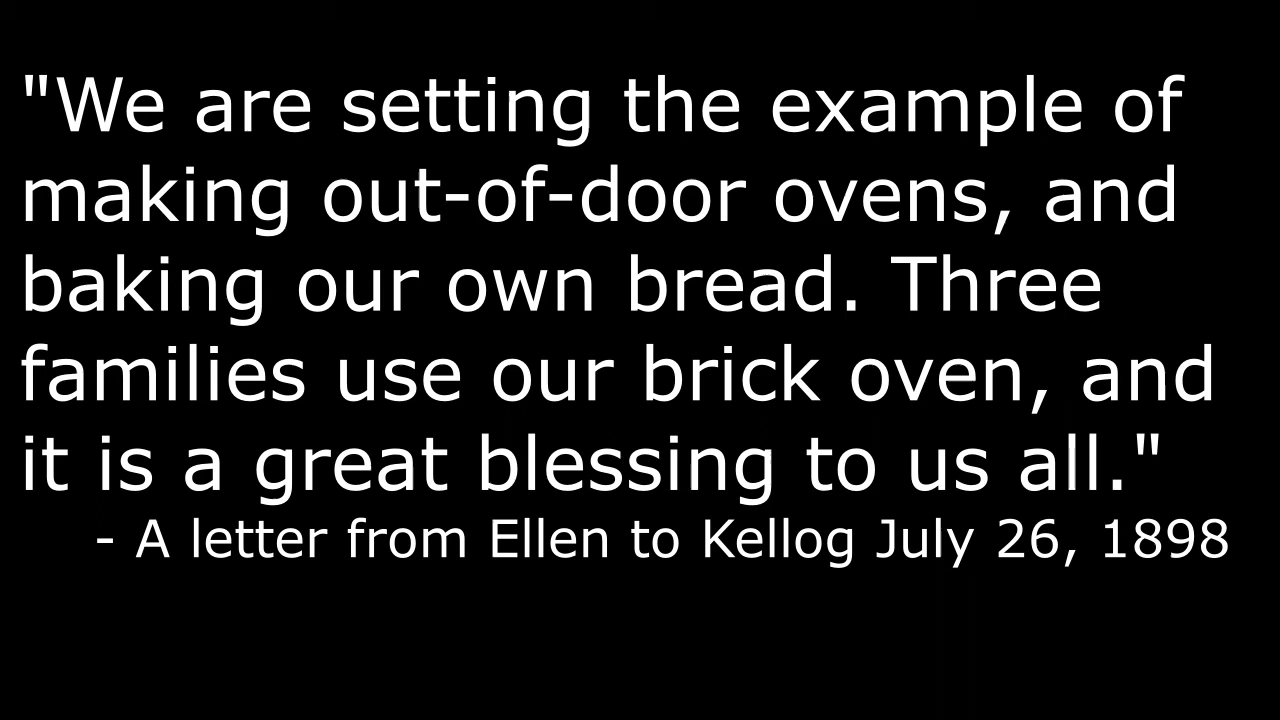 "We are setting the example of
making out-of-door ovens, and
baking our own bread. Three
families use our brick oven, and
it is a great blessing to us all."
- A letter from Ellen to Kellog July 26, 1898